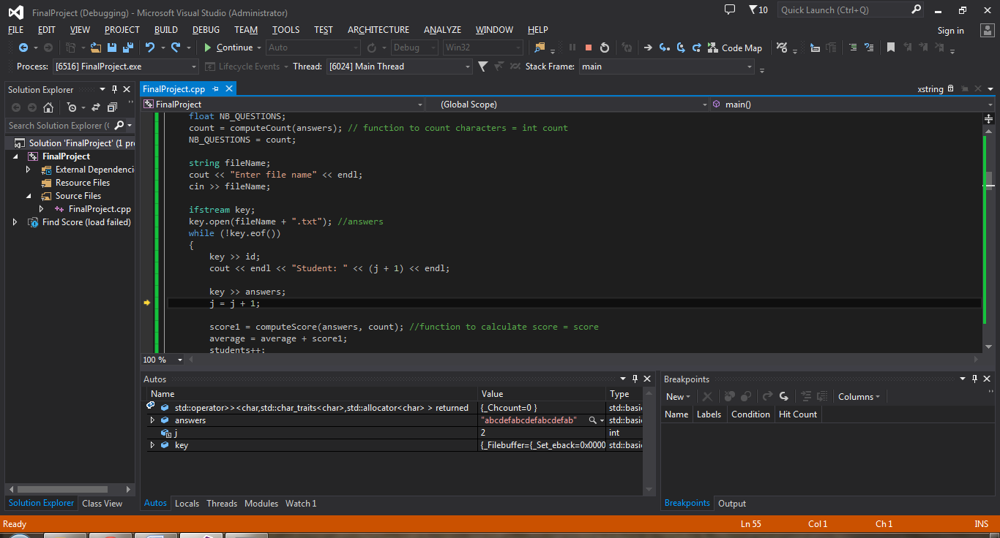 FinalProject (Debugging) - Microsoft Visual Studio (Administrator)
10
Quick Launch (Ctrl+Q)
FILE EDIT VIEW PROJECT BUILD DEBUG TEAM TOOLS TEST ARCHITECTURE ANALYZE WINDOW HELP
Sign in
Continue Auto Debug Win32 Code Map
Process: [6516] FinalProject.exe Lifecycle Events Thread: [6024] Main Thread Stack Frame: main
Solution Explorer
Search Solution Explorer (
Solution 'FinalProject' (1 pr
FinalProject
External Dependenci
Resource Files
Source Files
FinalProject.cpp
Find Score (load failed)
Solution Explorer Class View
FinalProject.cpp
xstring
FinalProject (Global Scope) main()
float NB_QUESTIONS;
count = computeCount(answers); // function to count characters = int count
NB_QUESTIONS = count;
string fileName;
cout << "Enter file name" << endl;
cin >> fileName;
ifstream key;
key.open(fileName + ".txt"); //answers
while (!key.eof())
{
key >> id;
cout << endl << "Student: " << (j + 1) << endl;
key >> answers;
j = j + 1;
score1 = computeScore(answers, count); //function to calculate score = score
average = average + score1;
students++;
100 %
Autos
Name Value Type
std::operator>><char,std::char_traits<char>,std::allocator<char> > returned {_Chcount=0 } std::basic
answers "abcdefabcdefabcdefab" std::basic
j 2 int
key {_Filebuffer={_Set_eback=0x0000 std::basic
Autos Locals Threads Modules Watch 1
Breakpoints
New Columns
Name Labels Condition Hit Count
Breakpoints Output
Ready Ln 55 Col 1 Ch 1 INS